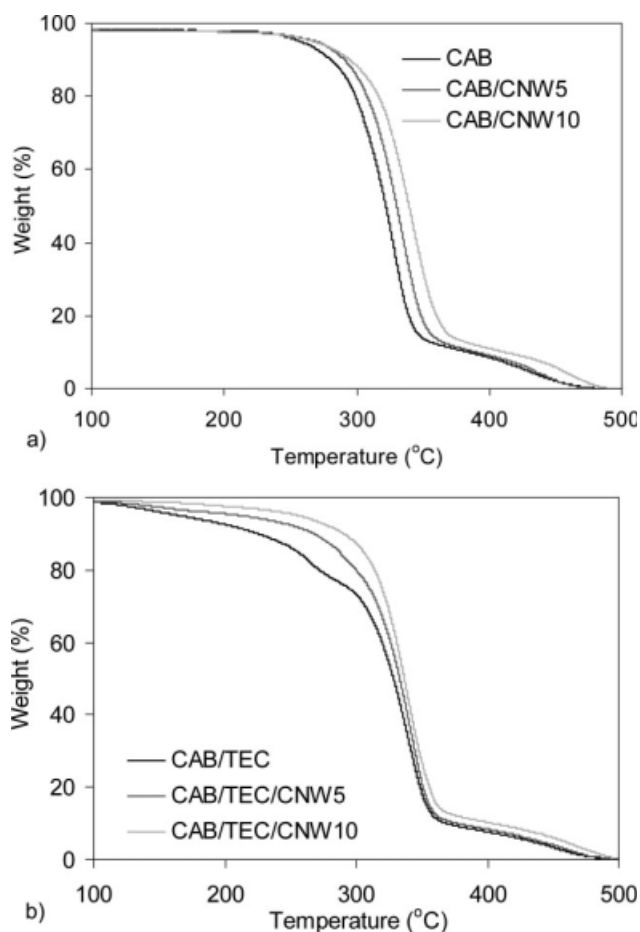 100
80
60
40
20
0
Weight (%)
CAB
CAB/CNW5
CAB/CNW10
100
200
300
400
500
a)
Temperature (°C)
100
80
60
40
20
0
Weight (%)
CAB/TEC
CAB/TEC/CNW5
CAB/TEC/CNW10
100
200
300
400
500
b)
Temperature (°C)